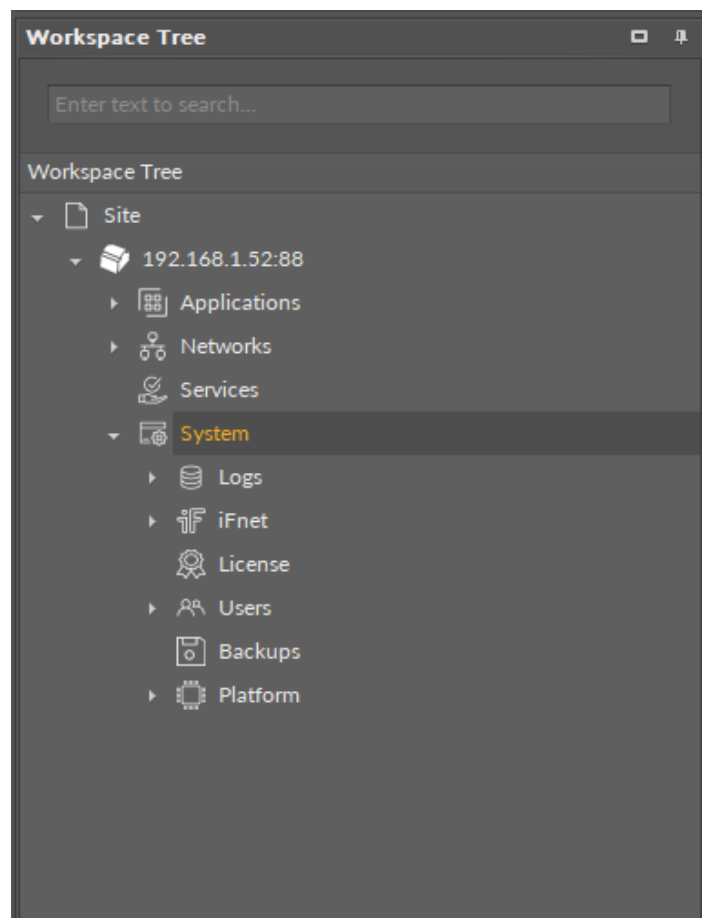 Workspace Tree
Enter text to search...
Workspace Tree
Site
192.168.1.52:88
Applications
Networks
Services
System
Logs
iFnet
License
Users
Backups
Platform